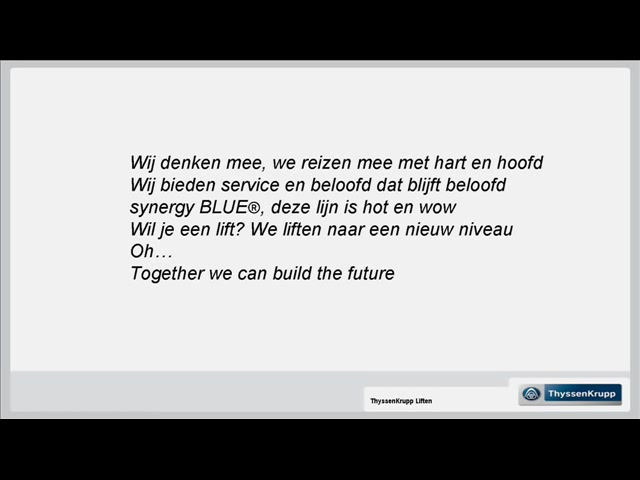 Wij denken mee, we reizen mee met hart en hoofd
Wij bieden service en beloofd dat blijft beloofd
synergy BLUE®, deze lijn is hot en wow
Wil je een lift? We liften naar een nieuw niveau
Oh…
Together we can build the future
ThyssenKrupp Liften
ThyssenKrupp